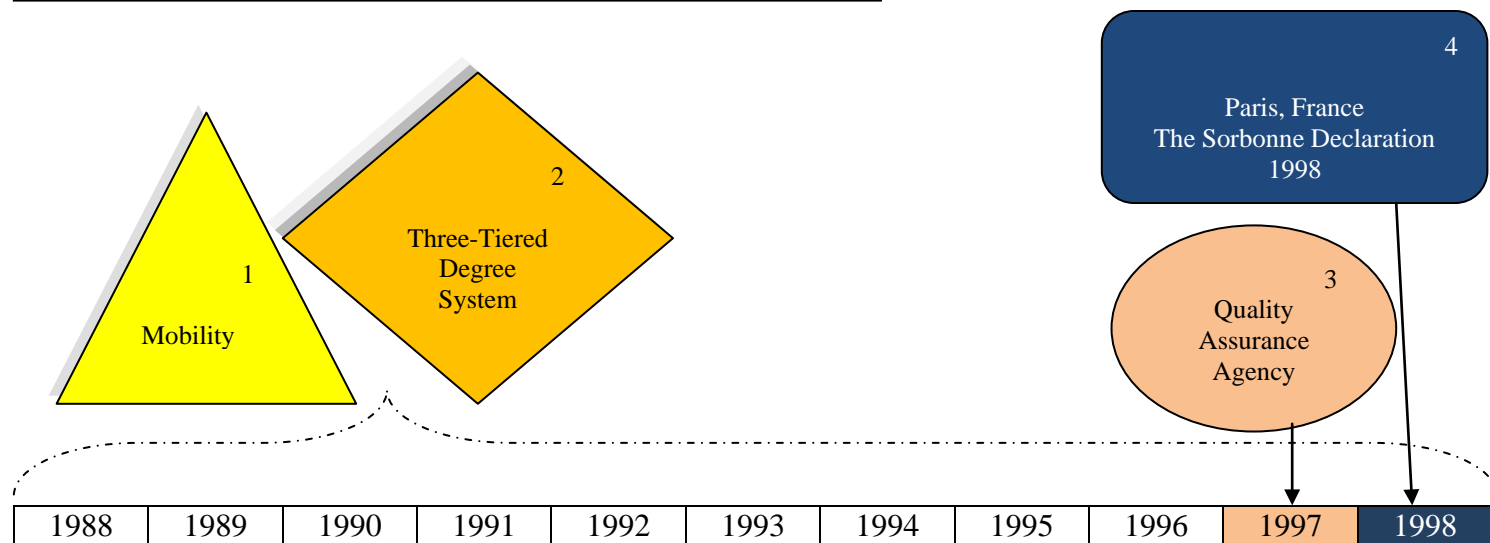 4
Paris, France
The Sorbonne Declaration
1998
2
Three-Tiered
Degree
System
1
Mobility
3
Quality
Assurance
Agency
1988 1989 1990 1991 1992 1993 1994 1995 1996 1997 1998